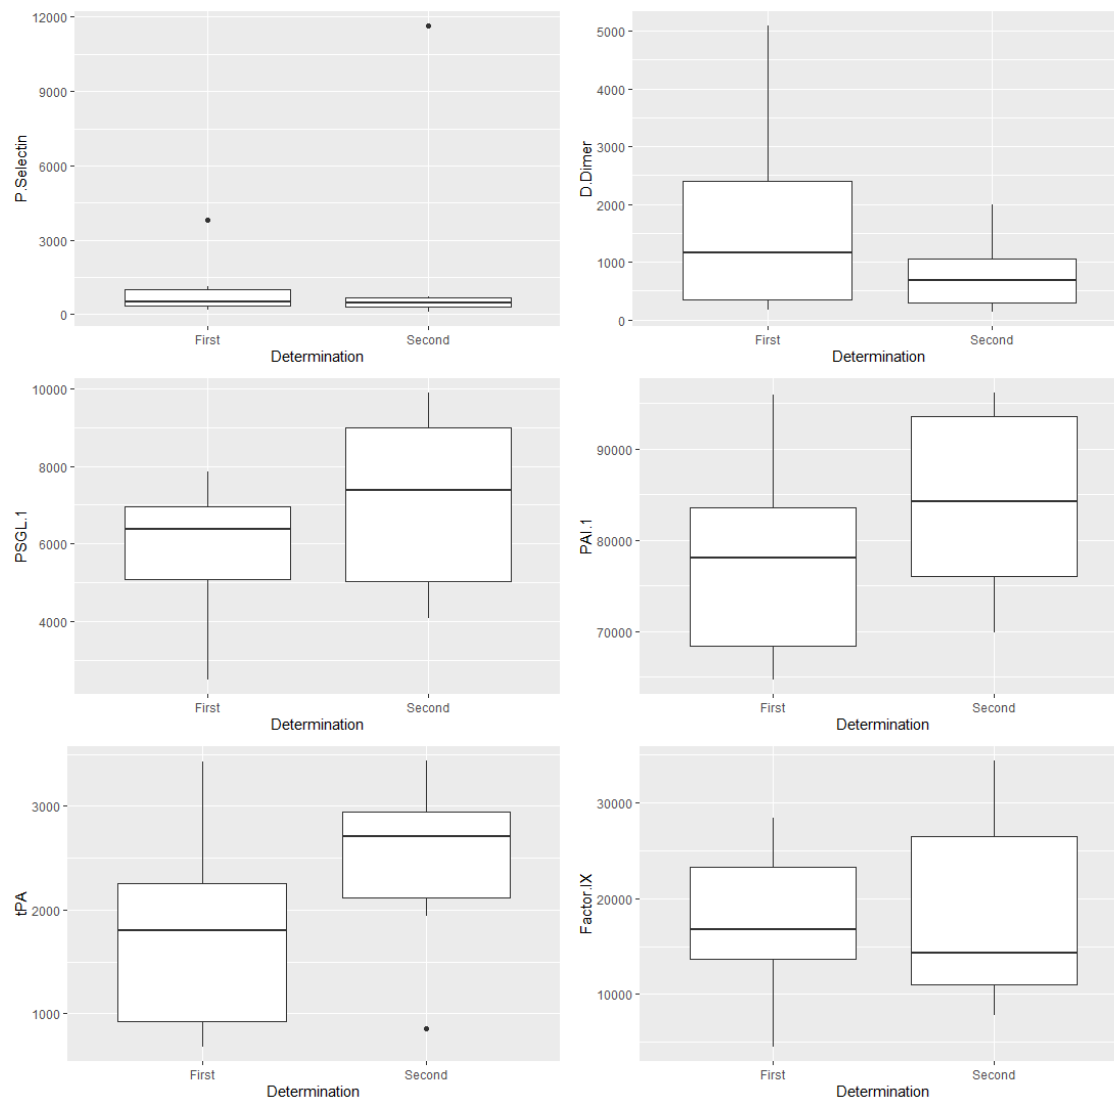 P.Selectin
12000
9000
6000
3000
0
First Second
Determination
D.Dimer
5000
4000
3000
2000
1000
0
First Second
Determination
PSGL.1
10000
8000
6000
4000
First Second
Determination
PAI.1
90000
80000
70000
First Second
Determination
tPA
3000
2000
1000
First Second
Determination
Factor.IX
30000
20000
10000
First Second
Determination